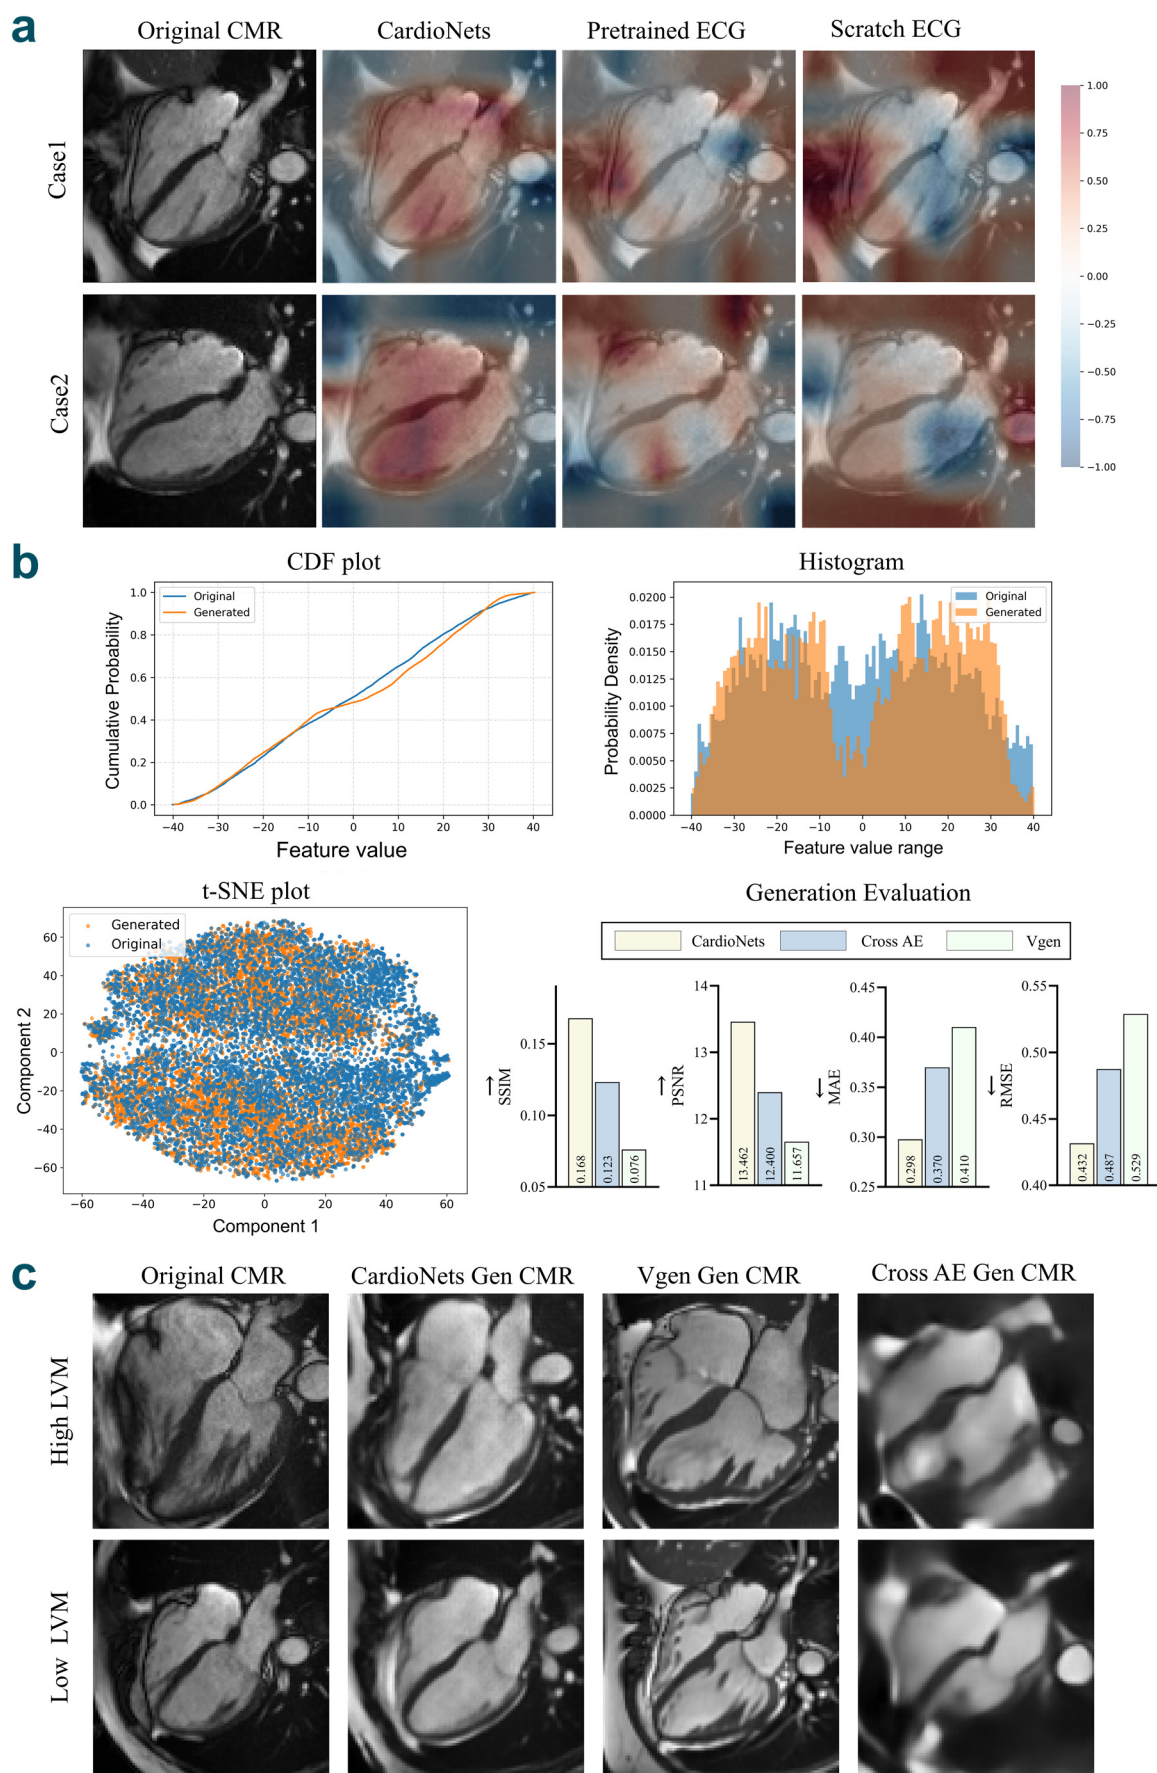 a
Original CMR
CardioNets
Pretrained ECG
Scratch ECG
Case1
Case2
1.00
0.75
0.50
0.25
0.00
−0.25
−0.50
−0.75
−1.00
b
CDF plot
Original
Generated
Cumulative Probability
1.0
0.8
0.6
0.4
0.2
0.0
−40 −30 −20 −10 0 10 20 30 40
Feature value
Histogram
Original
Generated
Probability Density
0.0200
0.0175
0.0150
0.0125
0.0100
0.0075
0.0050
0.0025
0.0000
−40 −30 −20 −10 0 10 20 30 40
Feature value range
t-SNE plot
Generated
Original
Component 2
60
40
20
0
−20
−40
−60
−60 −40 −20 0 20 40 60
Component 1
Generation Evaluation
CardioNets Cross AE Vgen
↑ SSIM
0.15
0.10
0.05
0.168
0.123
0.076
↑ PSNR
14
13
12
11
13.462
12.400
11.657
↓ MAE
0.45
0.40
0.35
0.30
0.25
0.298
0.370
0.410
↓ RMSE
0.55
0.50
0.45
0.40
0.432
0.487
0.529
c
Original CMR
CardioNets Gen CMR
Vgen Gen CMR
Cross AE Gen CMR
High LVM
Low LVM